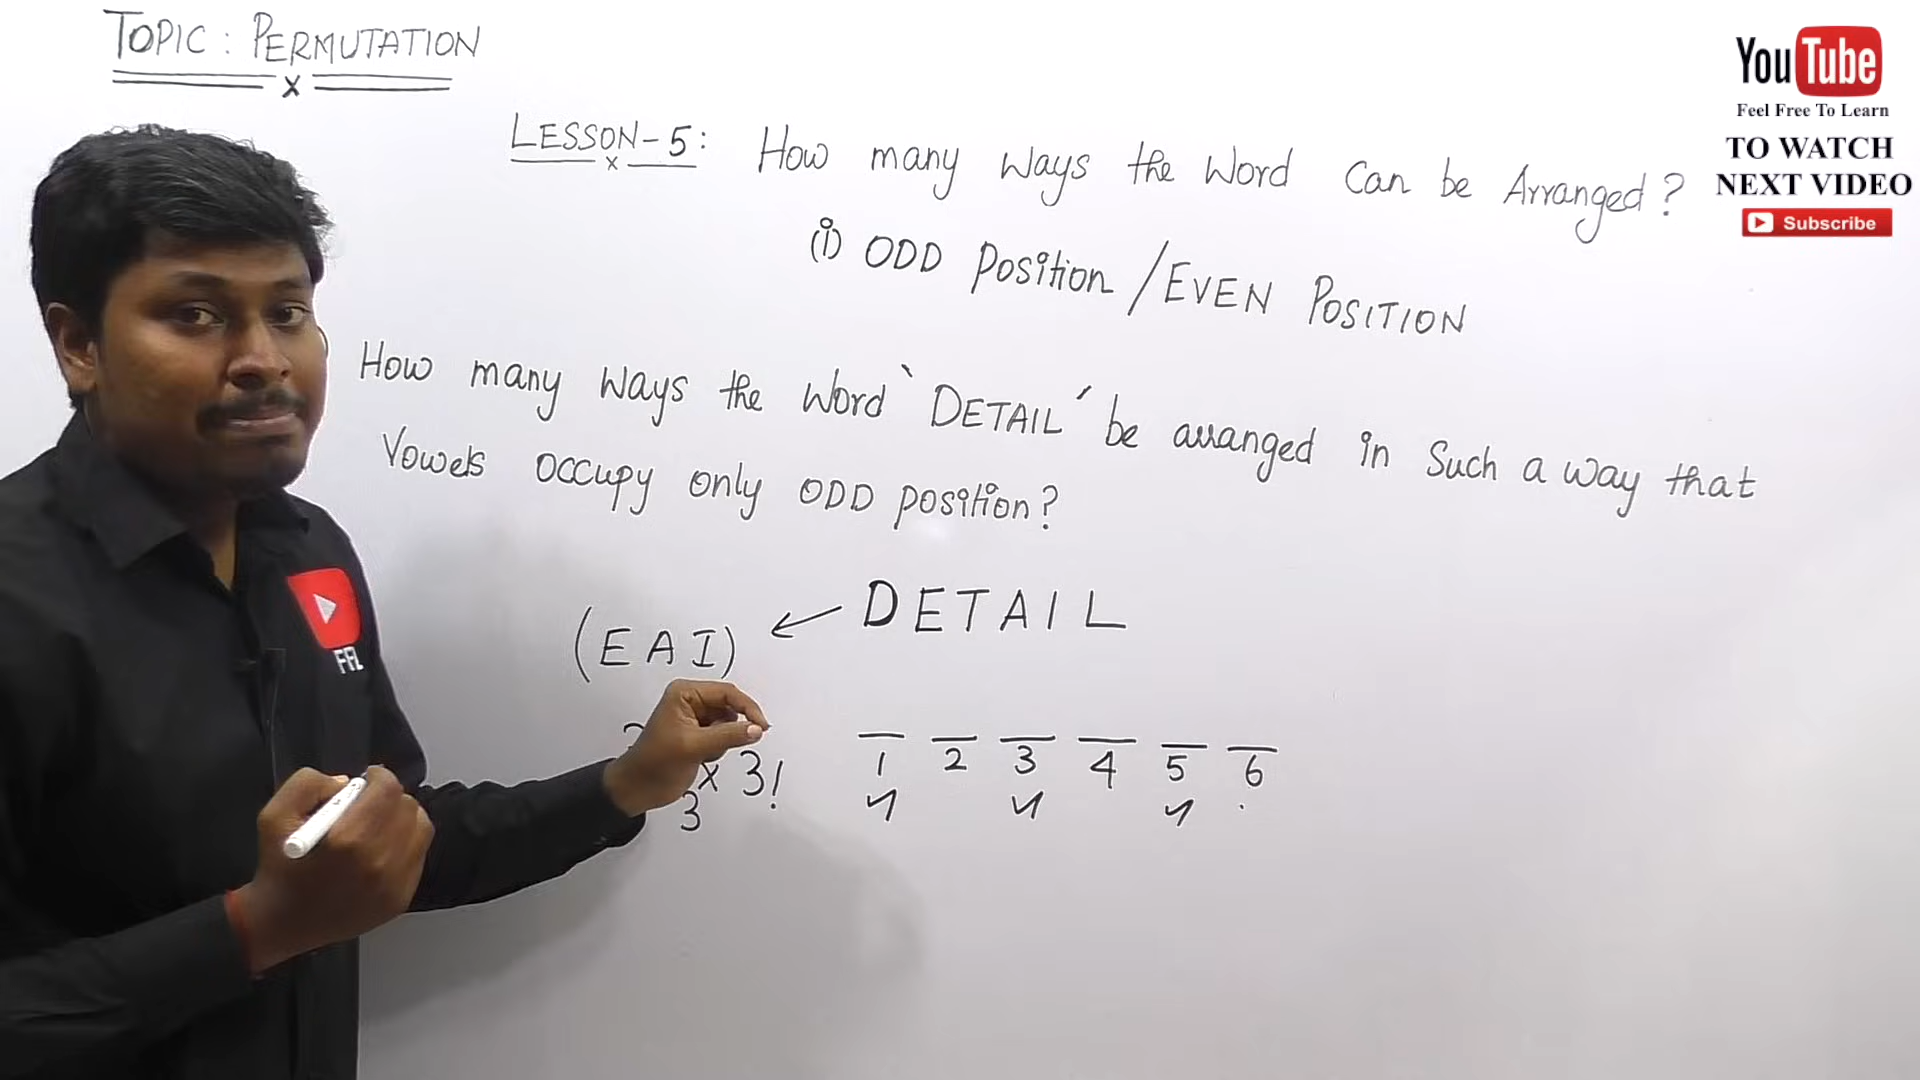 TOPIC : PERMUTATION
x
YouTube
Feel Free To Learn
TO WATCH
NEXT VIDEO
Subscribe
LESSON-5: How many ways the word can be Arranged?
x
(i) ODD position / EVEN POSITION
How many ways the word `DETAIL´ be arranged in such a way that
Vowels occupy only ODD position?
(EAI) ← DETAIL
x 3!
3
1 2 3 4 5 6
FFL